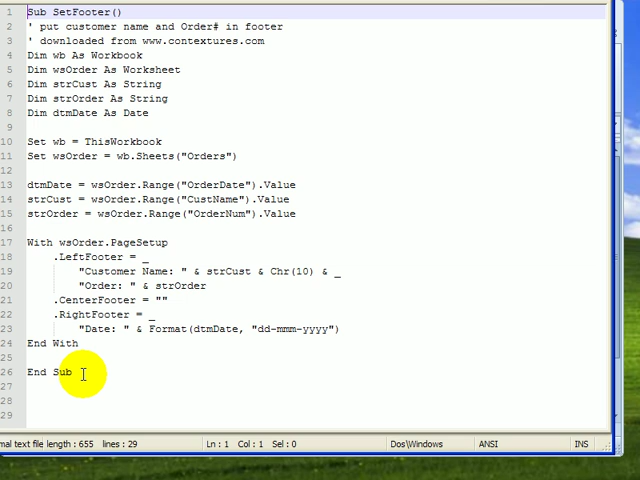 1 Sub SetFooter()
2 ' put customer name and Order# in footer
3 ' downloaded from www.contextures.com
4 Dim wb As Workbook
5 Dim wsOrder As Worksheet
6 Dim strCust As String
7 Dim strOrder As String
8 Dim dtmDate As Date
9
10 Set wb = ThisWorkbook
11 Set wsOrder = wb.Sheets("Orders")
12
13 dtmDate = wsOrder.Range("OrderDate").Value
14 strCust = wsOrder.Range("CustName").Value
15 strOrder = wsOrder.Range("OrderNum").Value
16
17 With wsOrder.PageSetup
18 .LeftFooter = _
19 "Customer Name: " & strCust & Chr(10) & _
20 "Order: " & strOrder
21 .CenterFooter = ""
22 .RightFooter = _
23 "Date: " & Format(dtmDate, "dd-mmm-yyyy")
24 End With
25
26 End Sub
27
28
29
mal text file length : 655 lines : 29 Ln : 1 Col : 1 Sel : 0 Dos\Windows ANSI INS